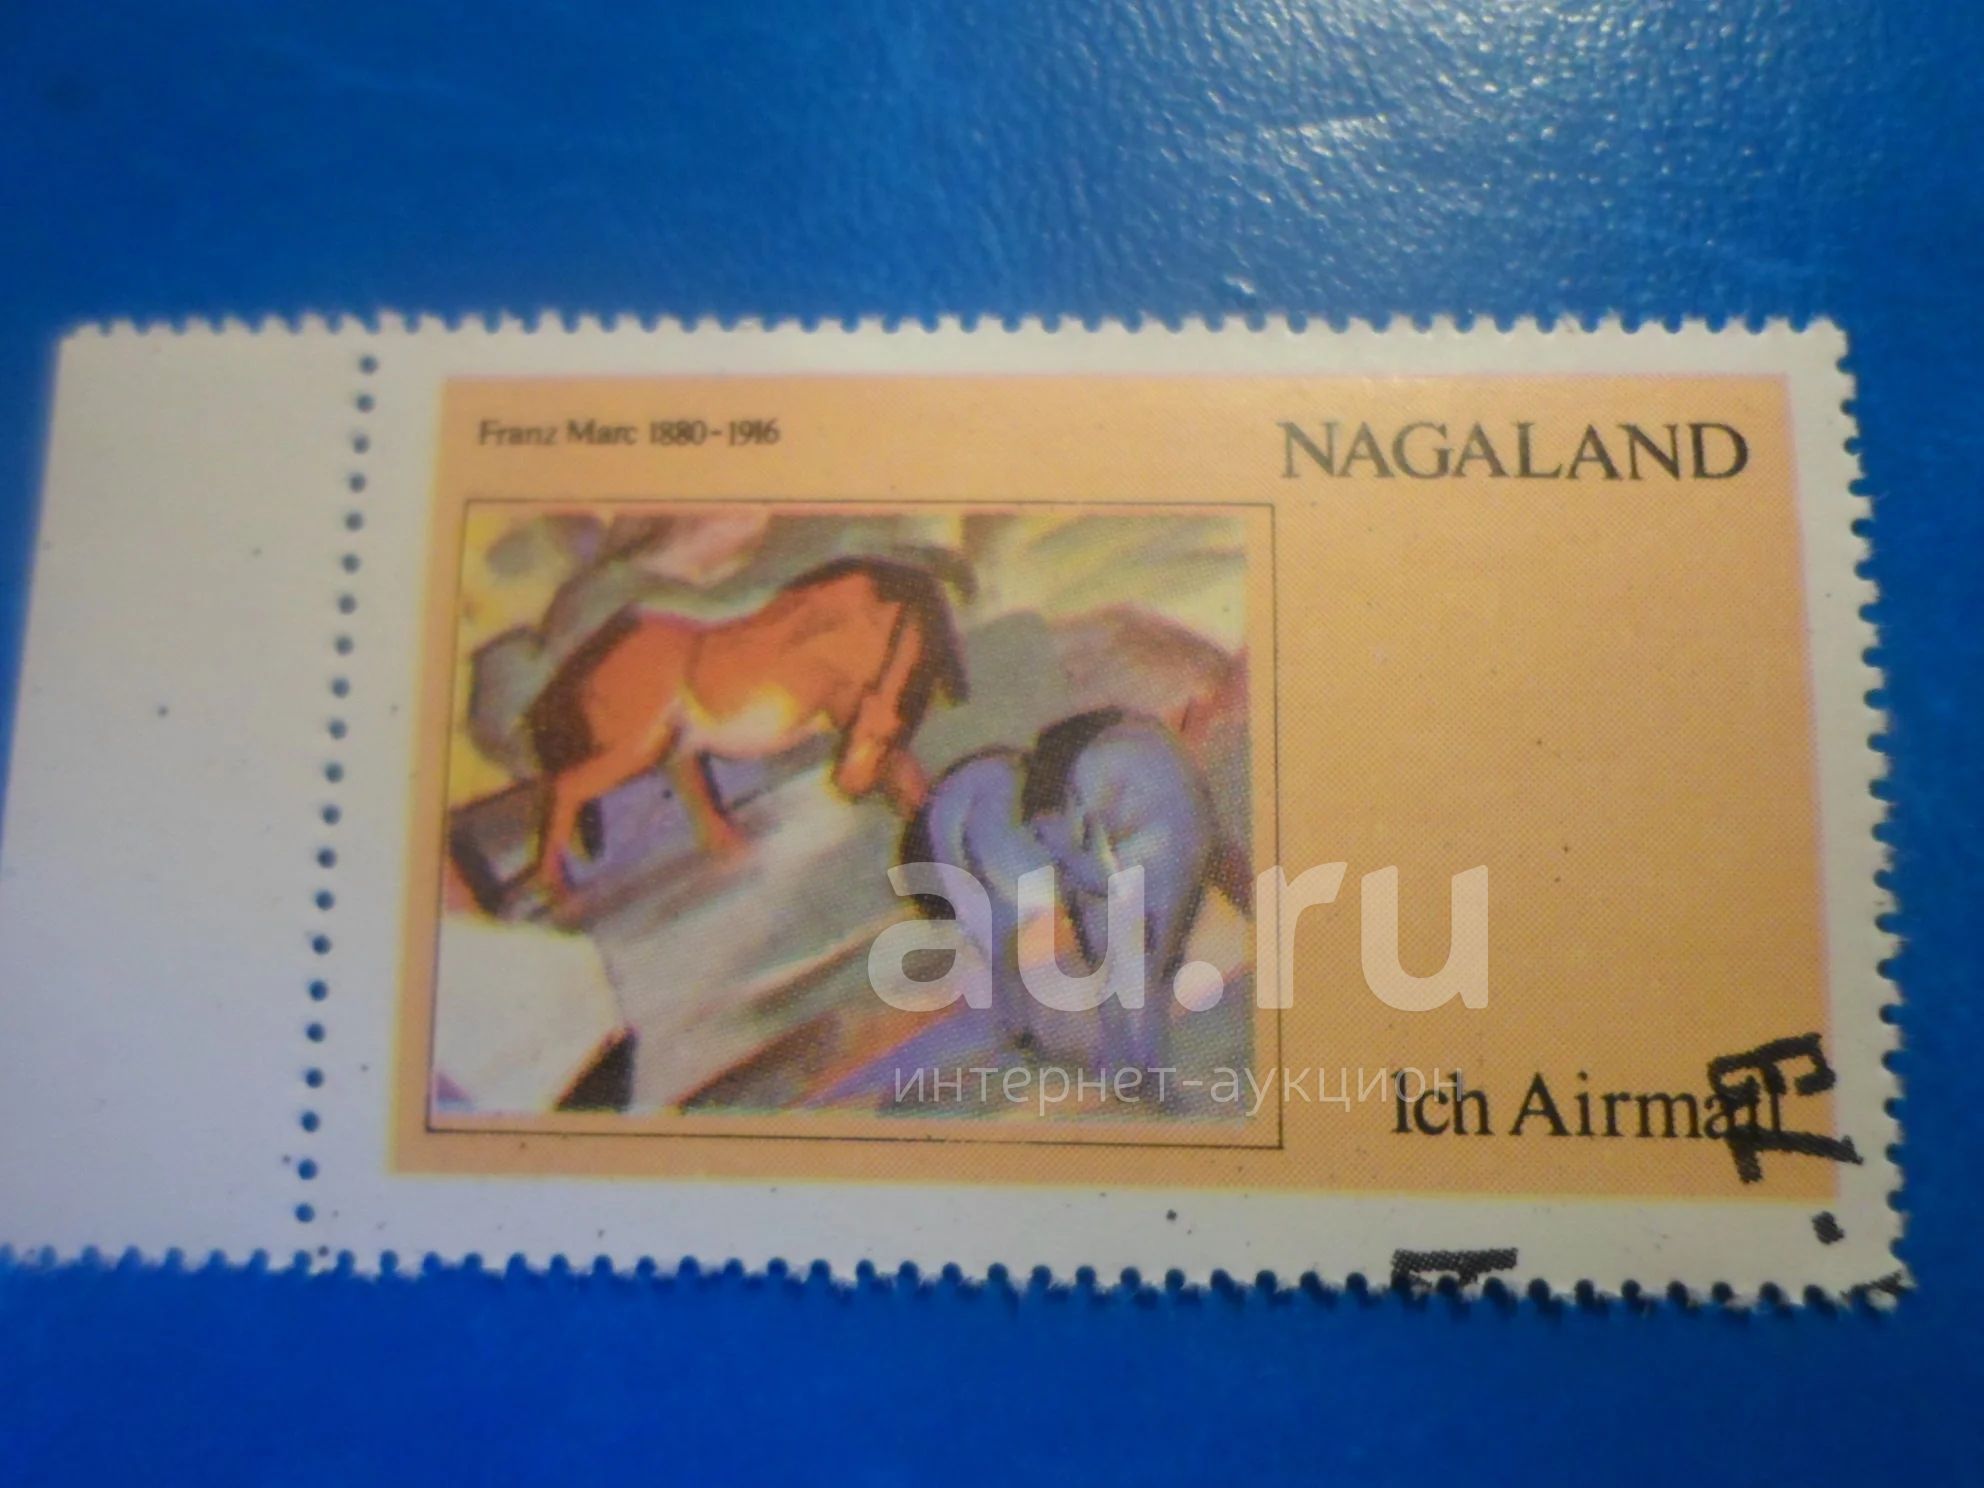 Franz Marc 1880-1916
NAGALAND
au.ru
интернет-аукцион
1ch Airmail